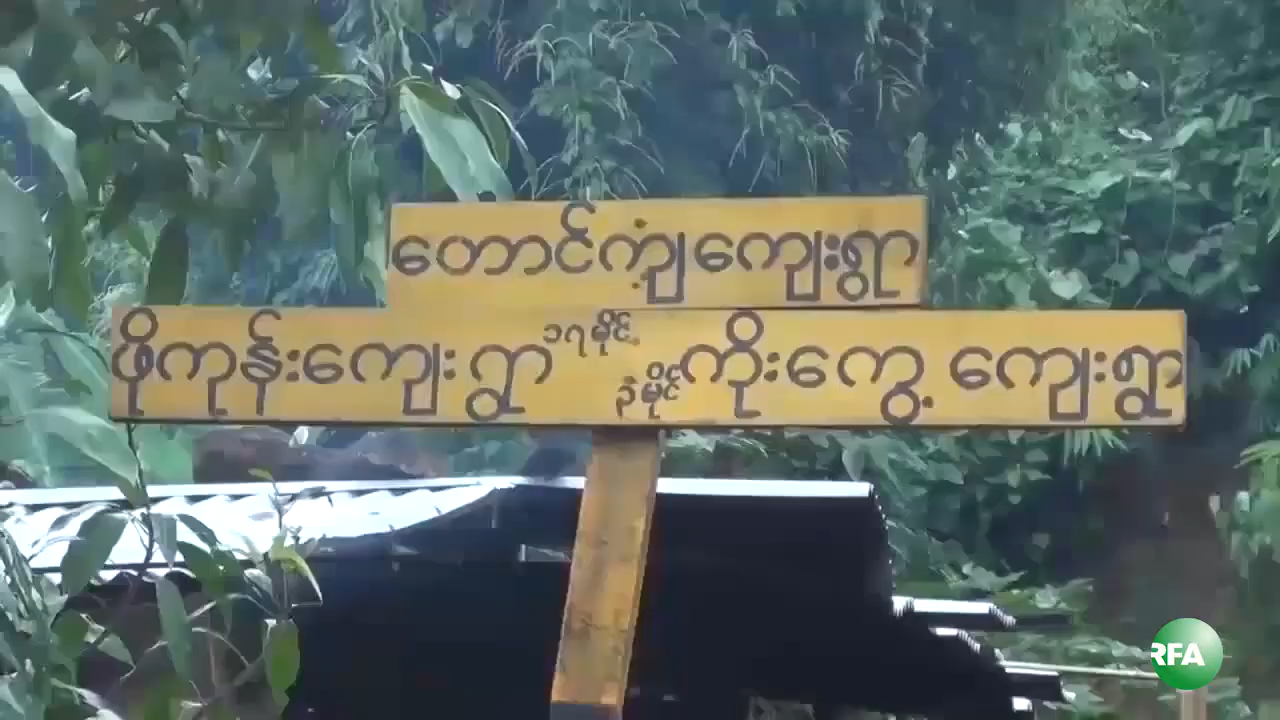 တောင်ကျံ့ကျေးရွာ
ဖိုကုန်းကျေးရွာ ၁၇မိုင် ၃မိုင် ကိုးကွေ့ ကျေးရွာ
RFA